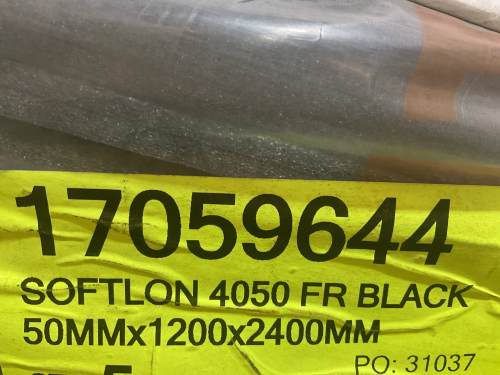 17059644
SOFTLON 4050 FR BLACK
50MMx1200x2400MM
PO: 31037